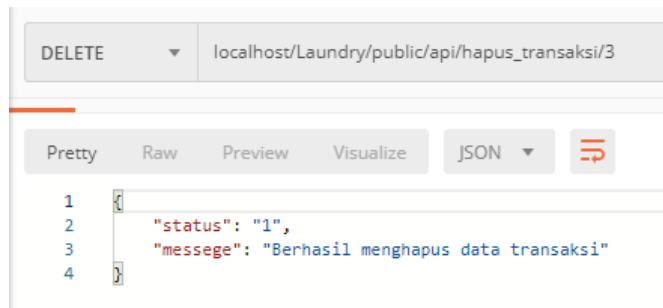 DELETE localhost/Laundry/public/api/hapus_transaksi/3
Pretty Raw Preview Visualize JSON
1 {
2 "status": "1",
3 "messege": "Berhasil menghapus data transaksi"
4 }